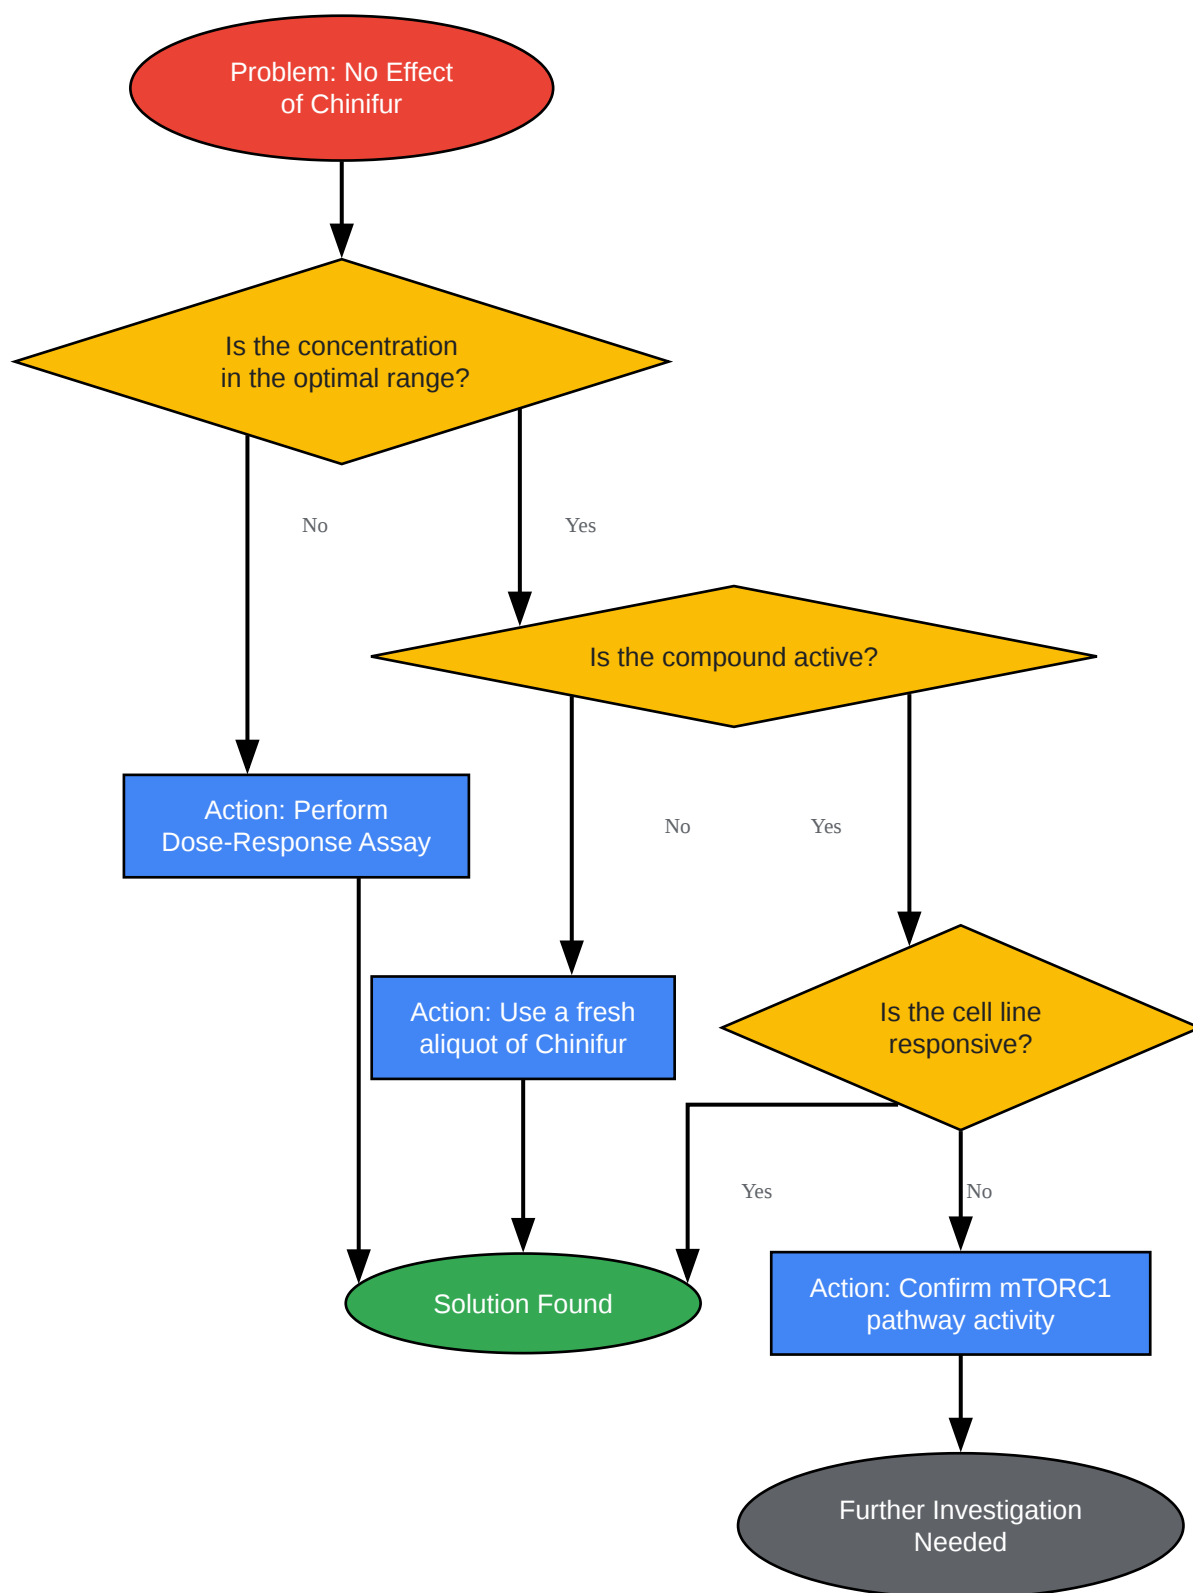 Problem: No Effect
of Chinifur
Is the concentration
in the optimal range?
No
Yes
Is the compound active?
Action: Perform
Dose-Response Assay
No
Yes
Action: Use a fresh
aliquot of Chinifur
Is the cell line
responsive?
Yes
No
Solution Found
Action: Confirm mTORC1
pathway activity
Further Investigation
Needed